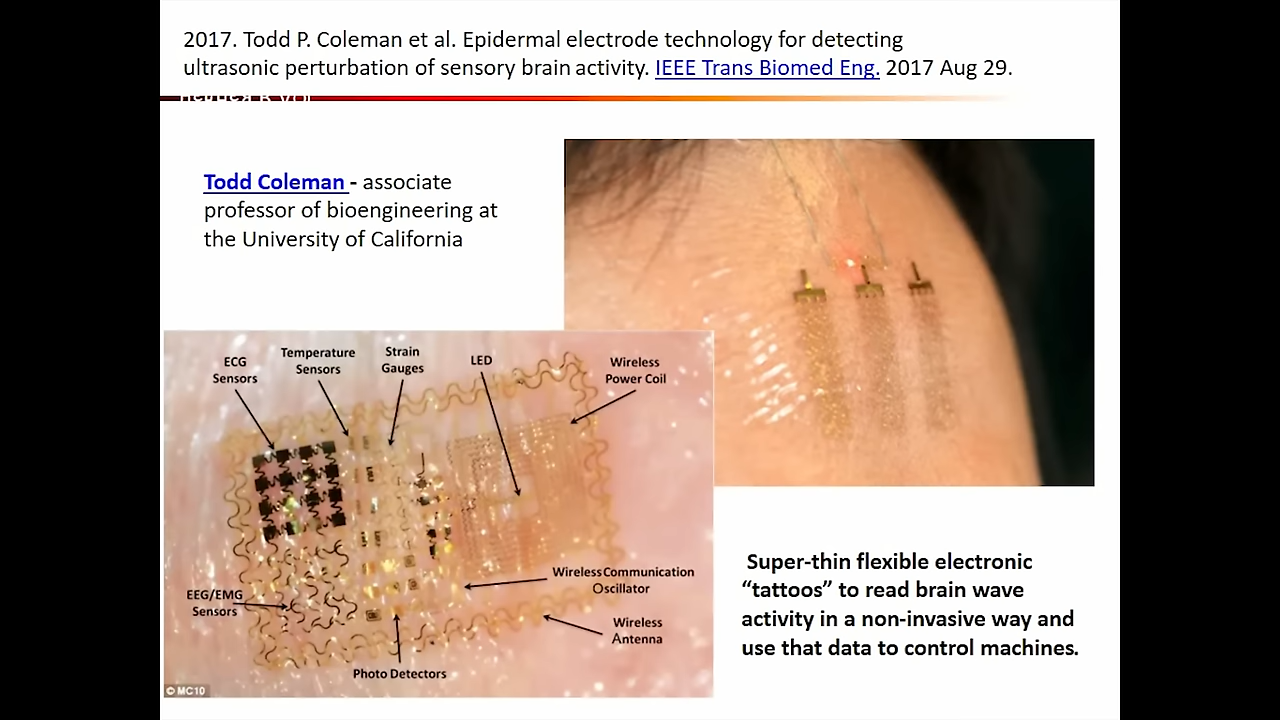 2017. Todd P. Coleman et al. Epidermal electrode technology for detecting
ultrasonic perturbation of sensory brain activity. IEEE Trans Biomed Eng. 2017 Aug 29.
Todd Coleman - associate
professor of bioengineering at
the University of California
ECG
Sensors
Temperature
Sensors
Strain
Gauges
LED
Wireless
Power Coil
EEG/EMG
Sensors
Wireless Communication
Oscillator
Wireless
Antenna
Photo Detectors
© MC10
Super-thin flexible electronic
“tattoos” to read brain wave
activity in a non-invasive way and
use that data to control machines.